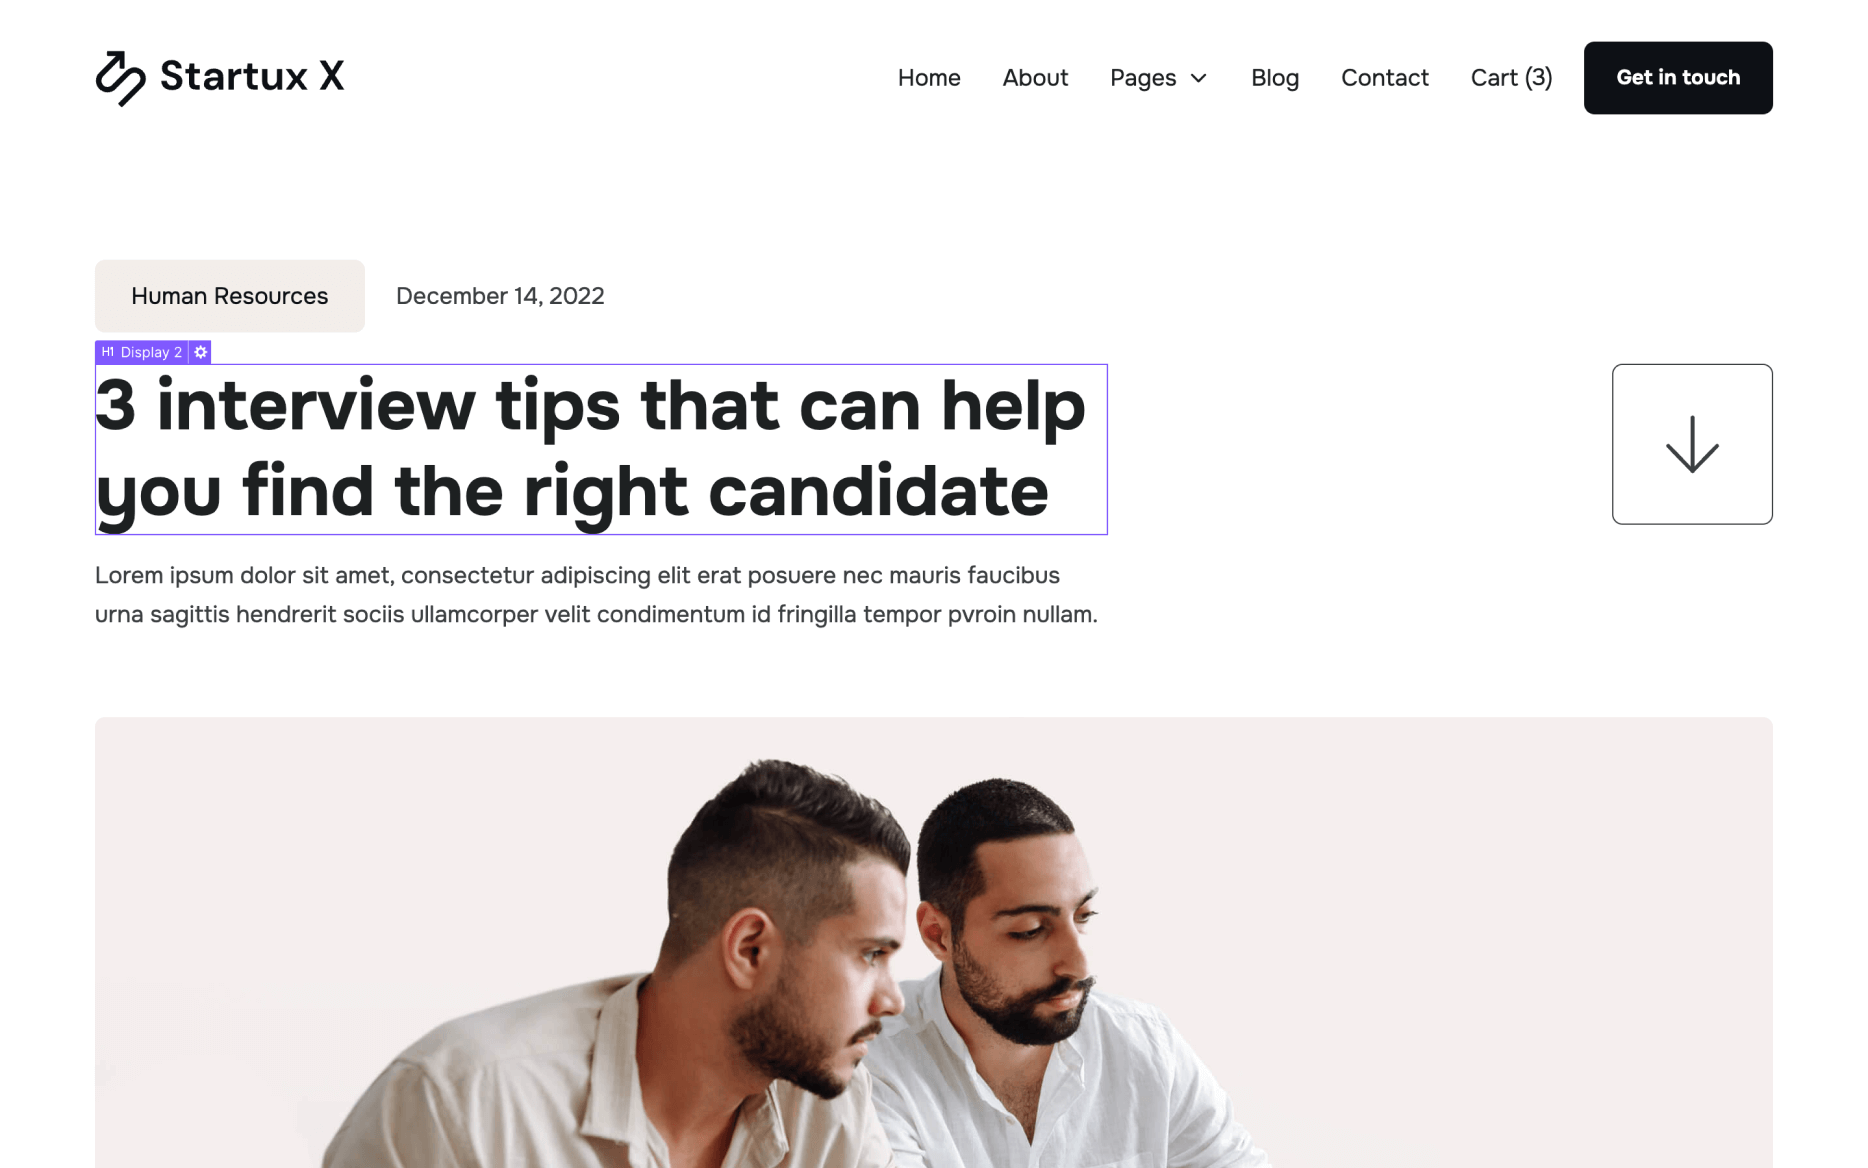 Startux X
Home About Pages Blog Contact Cart (3) Get in touch
Human Resources December 14, 2022
H1 Display 2
3 interview tips that can help
you find the right candidate
Lorem ipsum dolor sit amet, consectetur adipiscing elit erat posuere nec mauris faucibus
urna sagittis hendrerit sociis ullamcorper velit condimentum id fringilla tempor pvroin nullam.